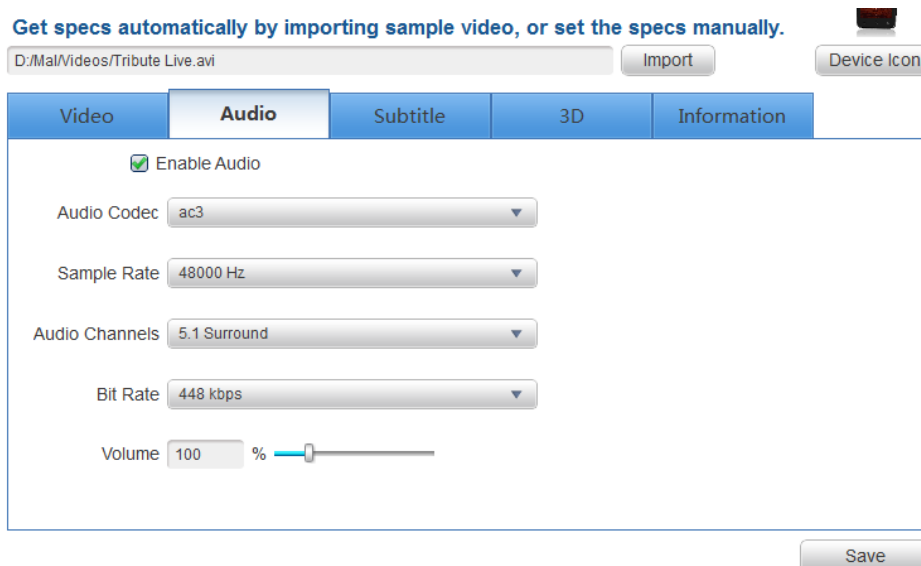 Get specs automatically by importing sample video, or set the specs manually.
D:/Mal/Videos/Tribute Live.avi Import Device Icon
Video Audio Subtitle 3D Information
Enable Audio
Audio Codec ac3
Sample Rate 48000 Hz
Audio Channels 5.1 Surround
Bit Rate 448 kbps
Volume 100 %
Save